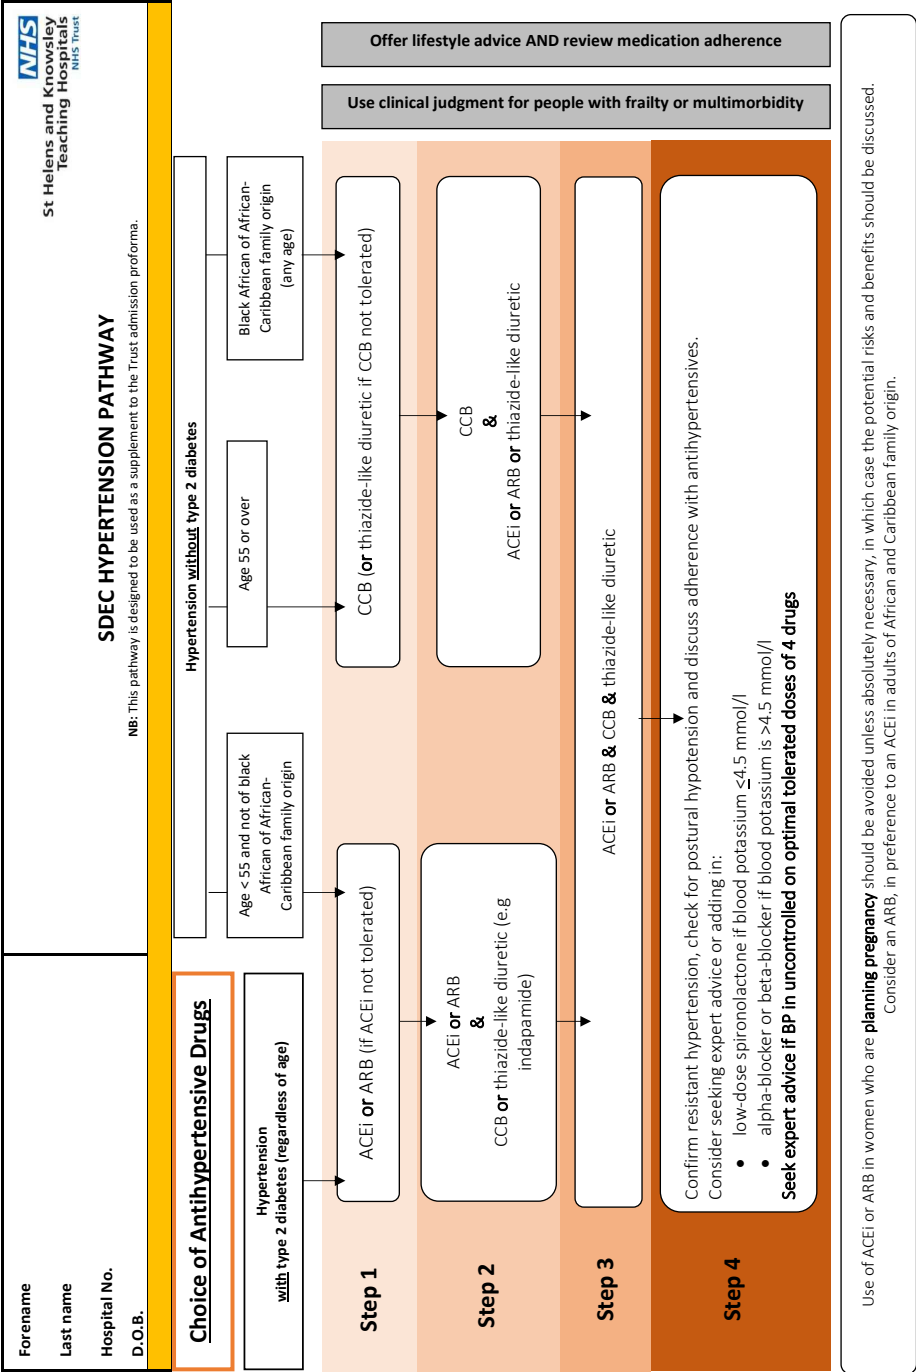 Forename
Last name
Hospital No.
D.O.B.
NHS
St Helens and Knowsley
Teaching Hospitals
NHS Trust
SDEC HYPERTENSION PATHWAY
NB: This pathway is designed to be used as a supplement to the Trust admission proforma.
Choice of Antihypertensive Drugs
Hypertension without type 2 diabetes
Hypertension
with type 2 diabetes (regardless of age)
Age < 55 and not of black
African of African-
Caribbean family origin
Age 55 or over
Black African of African-
Caribbean family origin
(any age)
Step 1
ACEi or ARB (if ACEi not tolerated)
CCB (or thiazide-like diuretic if CCB not tolerated)
Step 2
ACEi or ARB
&
CCB or thiazide-like diuretic (e.g
indapamide)
CCB
&
ACEi or ARB or thiazide-like diuretic
Step 3
ACEi or ARB & CCB & thiazide-like diuretic
Step 4
Confirm resistant hypertension, check for postural hypotension and discuss adherence with antihypertensives.
Consider seeking expert advice or adding in:
• low-dose spironolactone if blood potassium <4.5 mmol/l
• alpha-blocker or beta-blocker if blood potassium is >4.5 mmol/l
Seek expert advice if BP in uncontrolled on optimal tolerated doses of 4 drugs
Offer lifestyle advice AND review medication adherence
Use clinical judgment for people with frailty or multimorbidity
Use of ACEi or ARB in women who are planning pregnancy should be avoided unless absolutely necessary, in which case the potential risks and benefits should be discussed.
Consider an ARB, in preference to an ACEi in adults of African and Caribbean family origin.